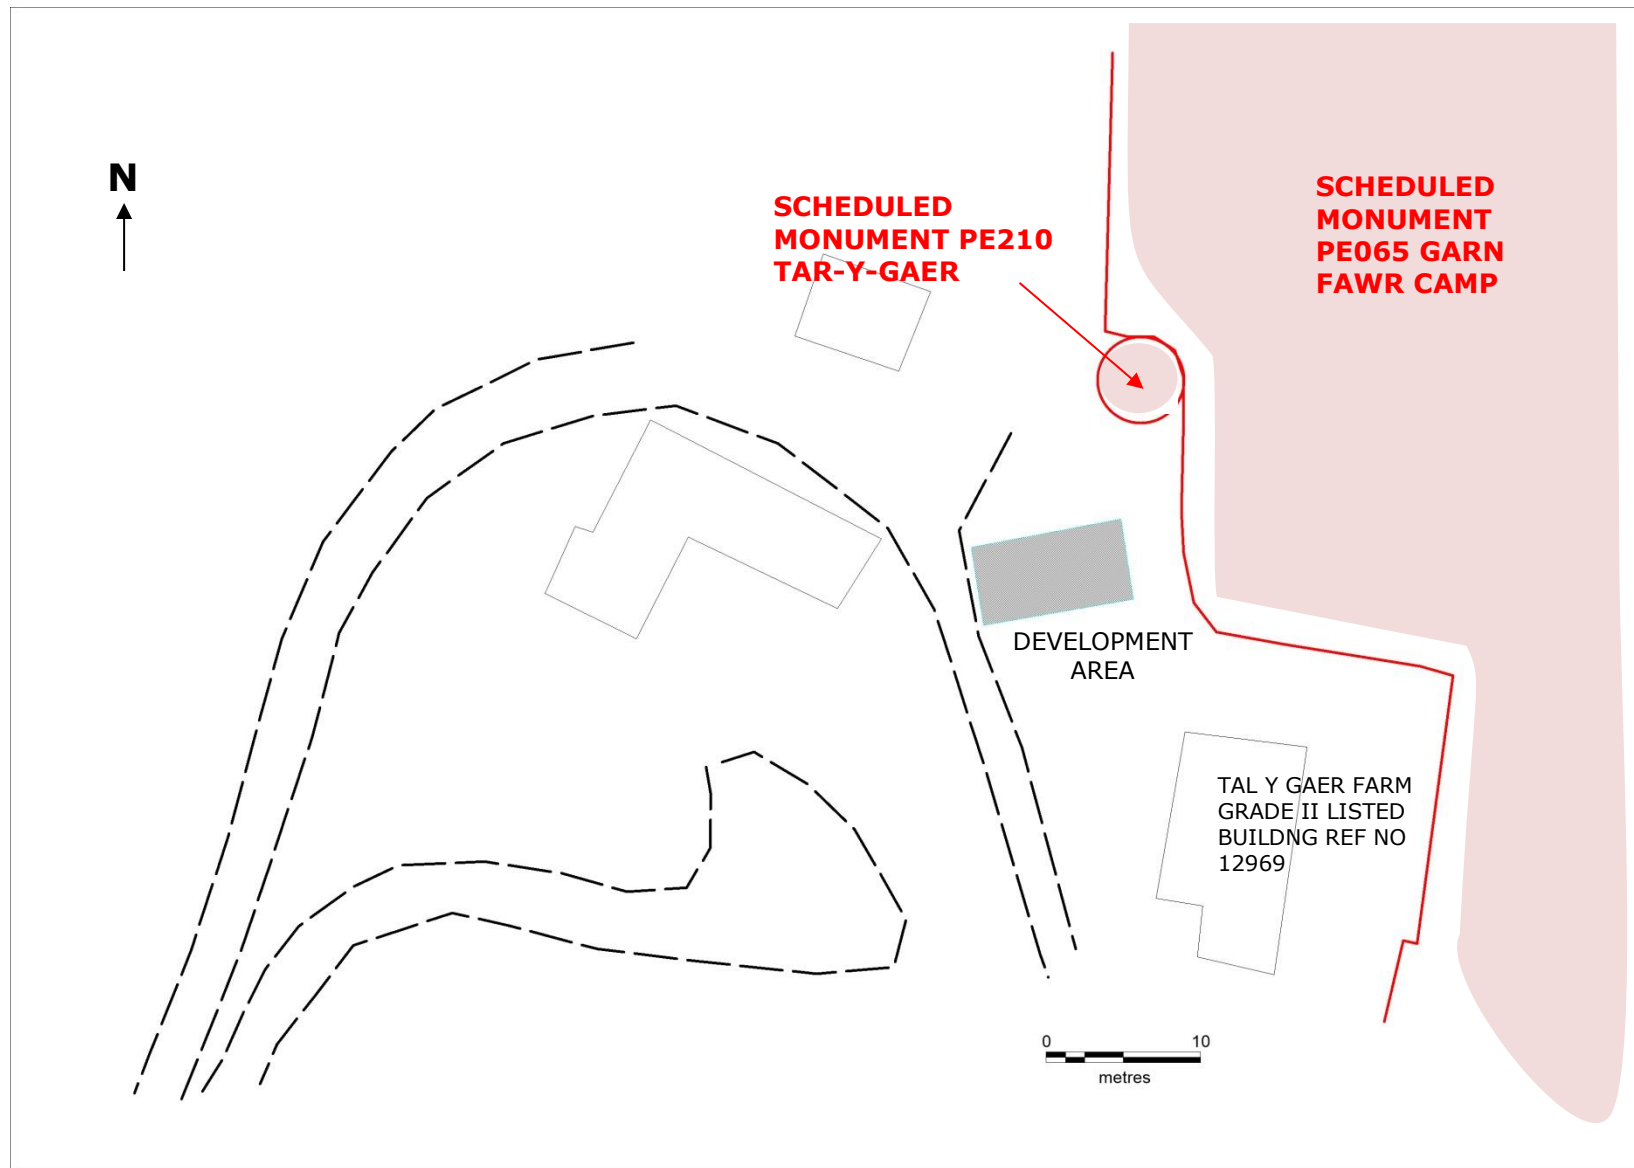 N
SCHEDULED
MONUMENT PE210
TAR-Y-GAER
SCHEDULED
MONUMENT
PE065 GARN
FAWR CAMP
DEVELOPMENT
AREA
TAL Y GAER FARM
GRADE II LISTED
BUILDNG REF NO
12969
0 10
metres